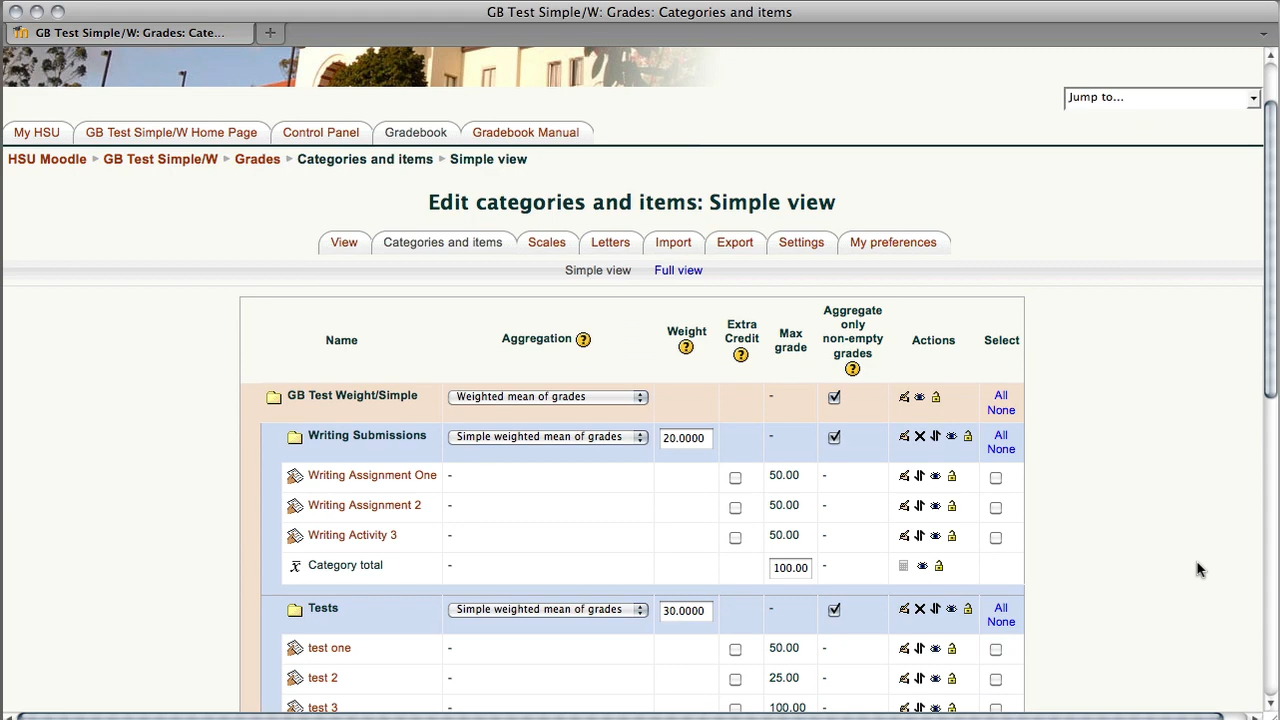 GB Test Simple/W: Grades: Categories and items
GB Test Simple/W: Grades: Cate...
Jump to...
My HSU
GB Test Simple/W Home Page
Control Panel
Gradebook
Gradebook Manual
HSU Moodle ► GB Test Simple/W ► Grades ► Categories and items ► Simple view
Edit categories and items: Simple view
View
Categories and items
Scales
Letters
Import
Export
Settings
My preferences
Simple view
Full view
Name
Aggregation ?
Weight ?
Extra Credit ?
Max grade
Aggregate only non-empty grades ?
Actions
Select
GB Test Weight/Simple
Weighted mean of grades
-
All
None
Writing Submissions
Simple weighted mean of grades
20.0000
-
All
None
Writing Assignment One - 50.00 -
Writing Assignment 2 - 50.00 -
Writing Activity 3 - 50.00 -
x̅ Category total - 100.00 -
Tests
Simple weighted mean of grades
30.0000
-
All
None
test one - 50.00 -
test 2 - 25.00 -
test 3 - 100.00 -